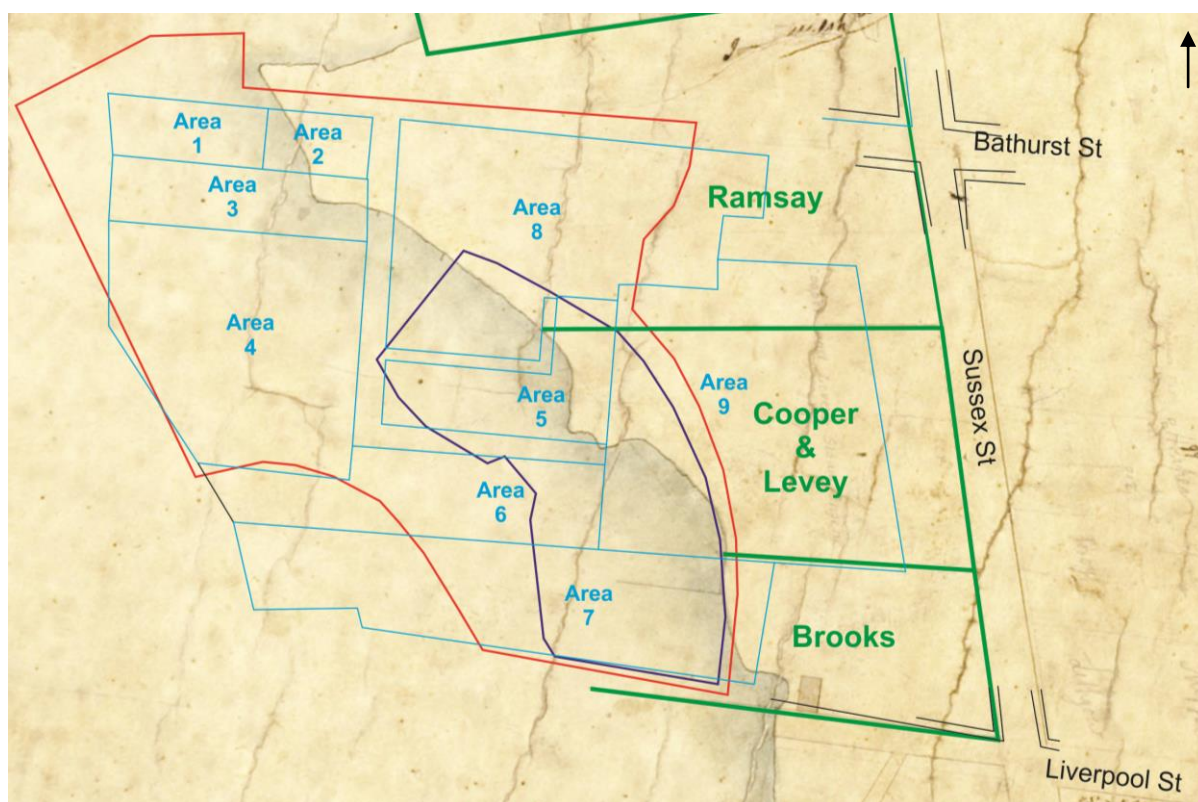 Area
1
Area
2
Bathurst St
Area
3
Ramsay
Area
8
Area
4
Sussex St
Area
5
Area
9
Cooper
&
Levey
Area
6
Area
7
Brooks
Liverpool St